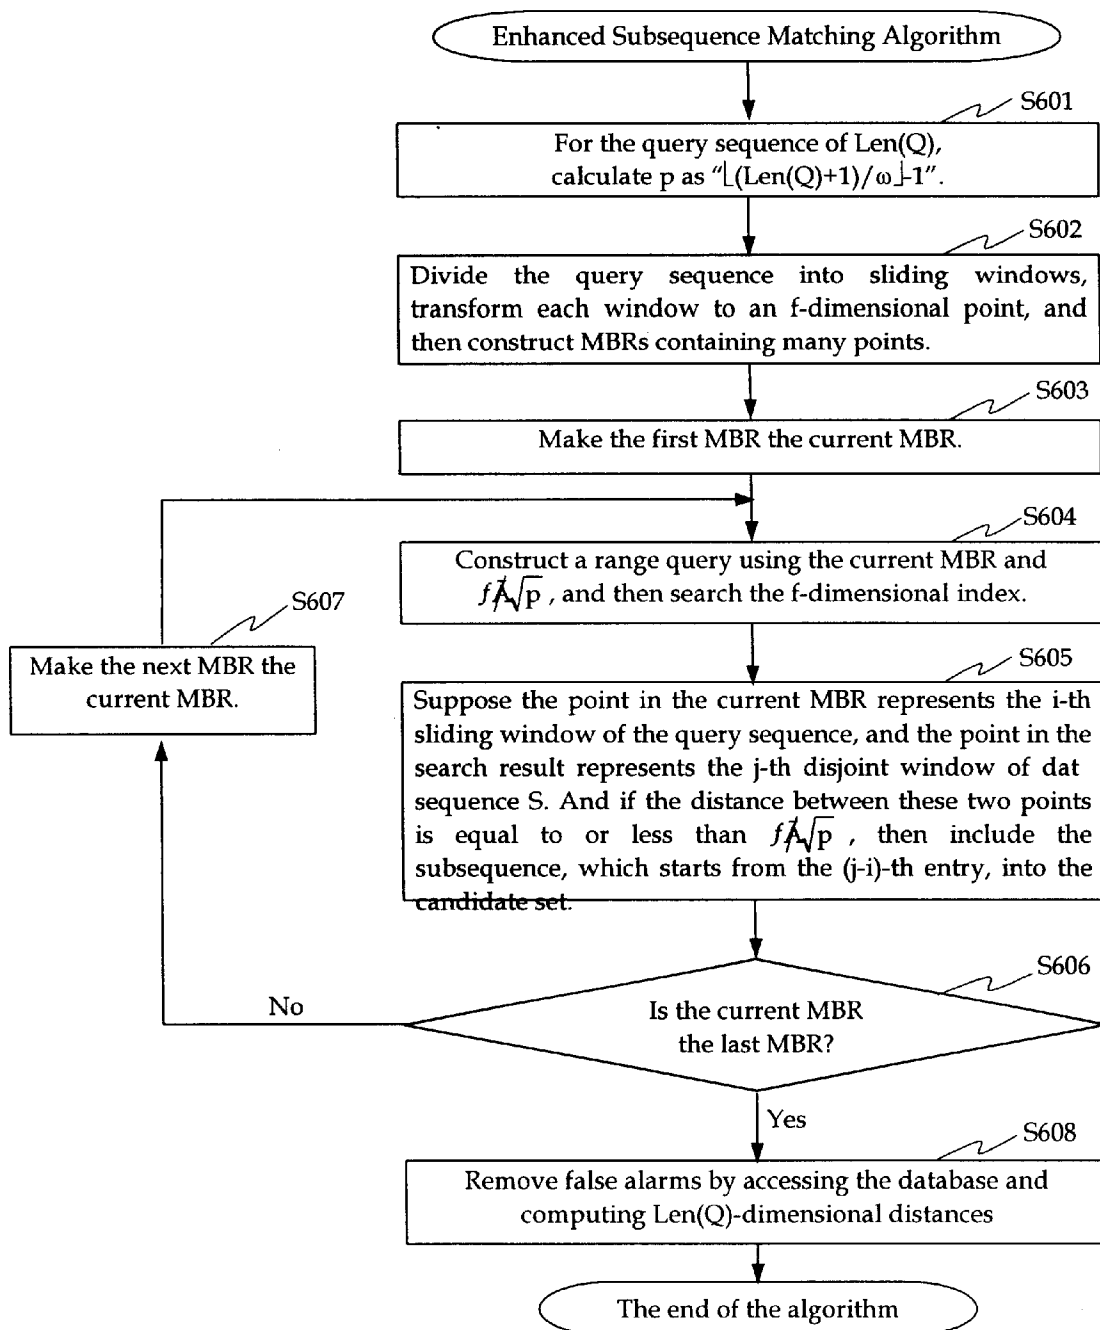 Enhanced Subsequence Matching Algorithm
S601
For the query sequence of Len(Q),
calculate p as "⌊(Len(Q)+1)/ω⌋-1".
S602
Divide the query sequence into sliding windows,
transform each window to an f-dimensional point, and
then construct MBRs containing many points.
S603
Make the first MBR the current MBR.
S604
Construct a range query using the current MBR and
√p , and then search the f-dimensional index.
S607
Make the next MBR the
current MBR.
S605
Suppose the point in the current MBR represents the i-th
sliding window of the query sequence, and the point in the
search result represents the j-th disjoint window of dat
sequence S. And if the distance between these two points
is equal to or less than √p , then include the
subsequence, which starts from the (j-i)-th entry, into the
candidate set.
S606
No
Is the current MBR
the last MBR?
Yes
S608
Remove false alarms by accessing the database and
computing Len(Q)-dimensional distances
The end of the algorithm